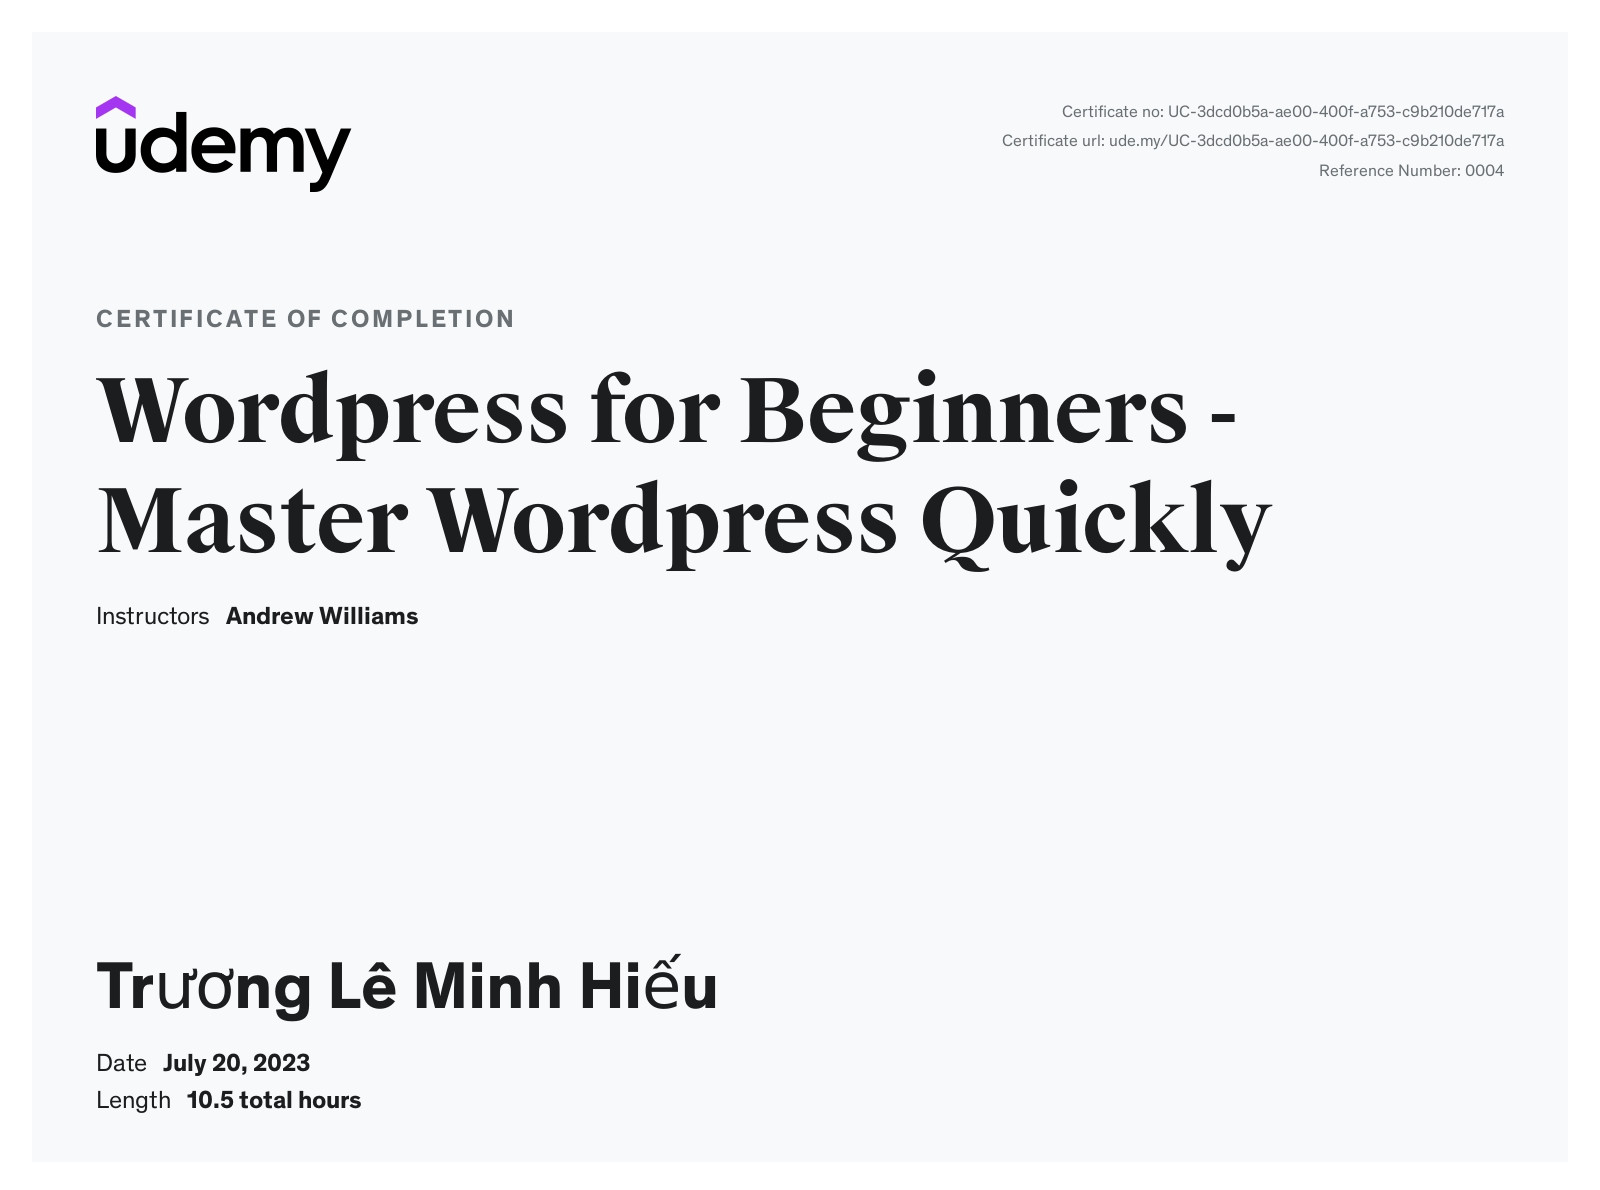 udemy
Certificate no: UC-3dcd0b5a-ae00-400f-a753-c9b210de717a
Certificate url: ude.my/UC-3dcd0b5a-ae00-400f-a753-c9b210de717a
Reference Number: 0004
CERTIFICATE OF COMPLETION
Wordpress for Beginners -
Master Wordpress Quickly
Instructors Andrew Williams
Trương Lê Minh Hiếu
Date July 20, 2023
Length 10.5 total hours